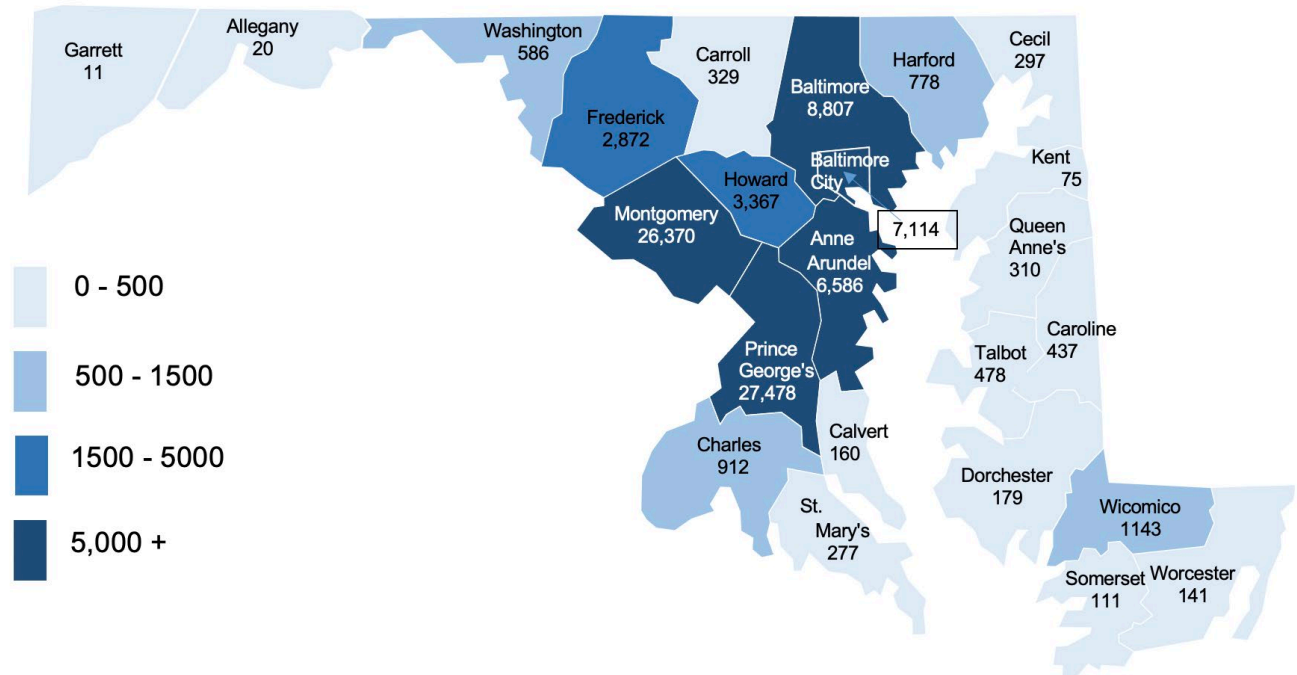 Garrett
11
Allegany
20
Washington
586
Frederick
2,872
Carroll
329
Baltimore
8,807
Harford
778
Cecil
297
Baltimore
City
7,114
Howard
3,367
Montgomery
26,370
Anne
Arundel
6,586
Kent
75
Queen
Anne's
310
Caroline
437
Talbot
478
Prince
George's
27,478
Charles
912
Calvert
160
St.
Mary's
277
Dorchester
179
Wicomico
1143
Somerset
111
Worcester
141
0 - 500
500 - 1500
1500 - 5000
5,000 +